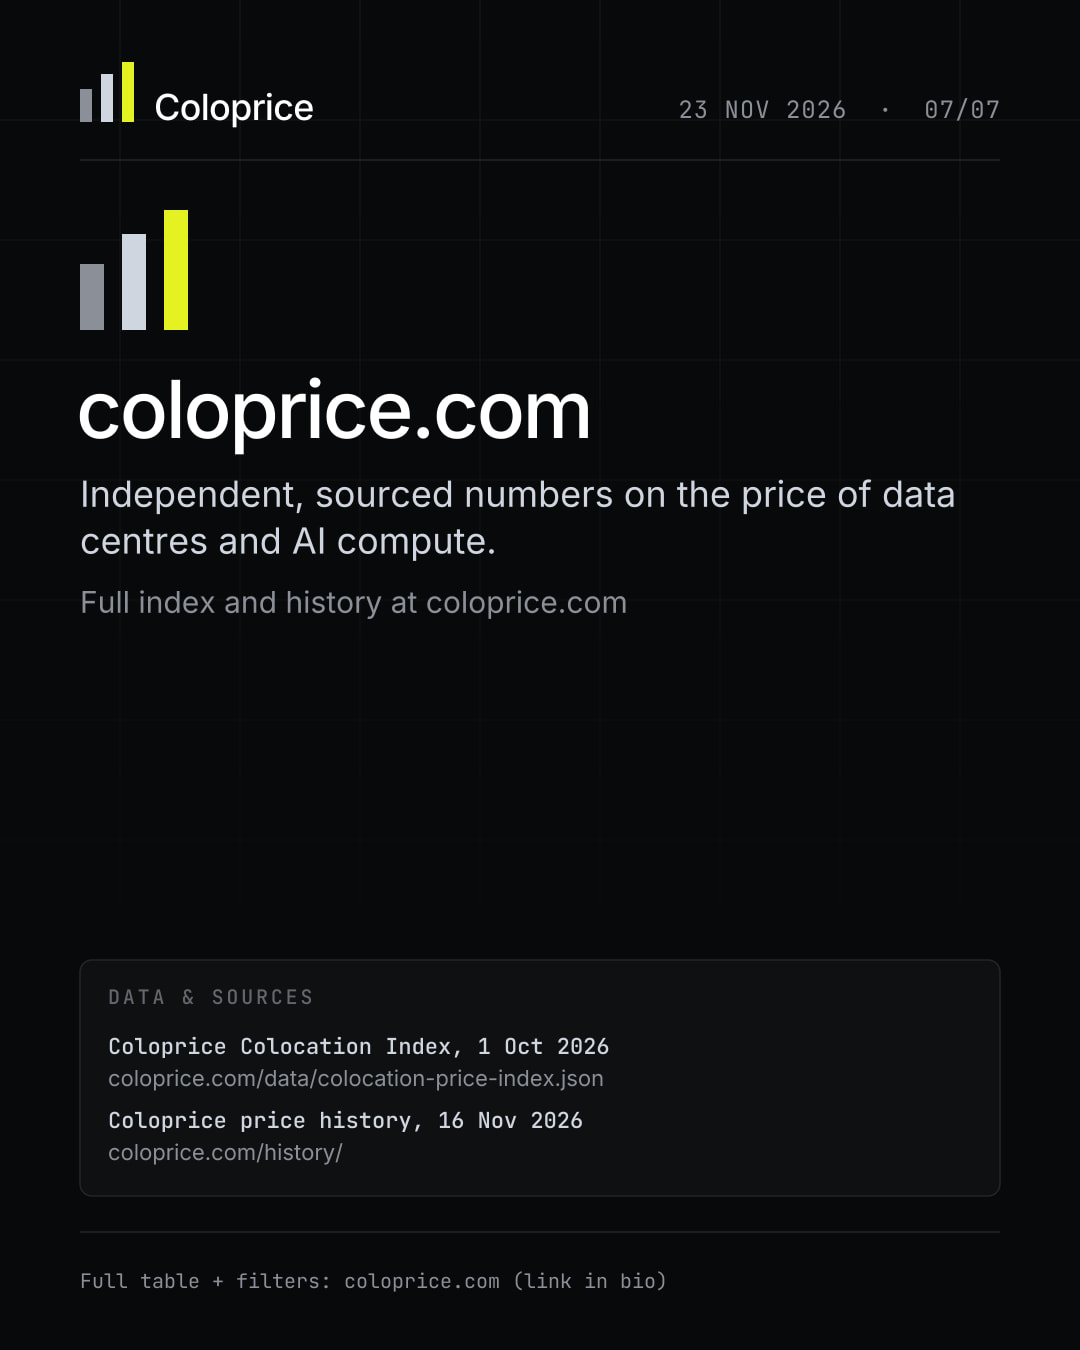 Coloprice
23 NOV 2026 · 07/07
coloprice.com
Independent, sourced numbers on the price of data
centres and AI compute.
Full index and history at coloprice.com
DATA & SOURCES
Coloprice Colocation Index, 1 Oct 2026
coloprice.com/data/colocation-price-index.json
Coloprice price history, 16 Nov 2026
coloprice.com/history/
Full table + filters: coloprice.com (link in bio)